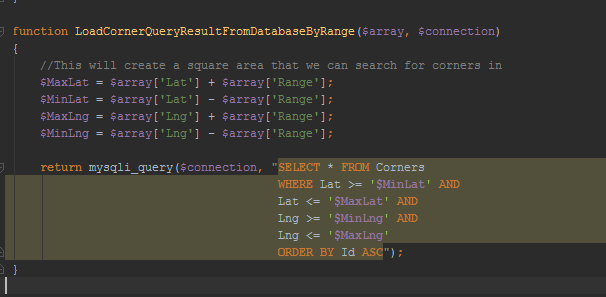 function LoadCornerQueryResultFromDatabaseByRange($array, $connection)
{
//This will create a square area that we can search for corners in
$MaxLat = $array['Lat'] + $array['Range'];
$MinLat = $array['Lat'] - $array['Range'];
$MaxLng = $array['Lng'] + $array['Range'];
$MinLng = $array['Lng'] - $array['Range'];
return mysqli_query($connection, "SELECT * FROM Corners
WHERE Lat >= '$MinLat' AND
Lat <= '$MaxLat' AND
Lng >= '$MinLng' AND
Lng <= '$MaxLng'
ORDER BY Id ASC");
}